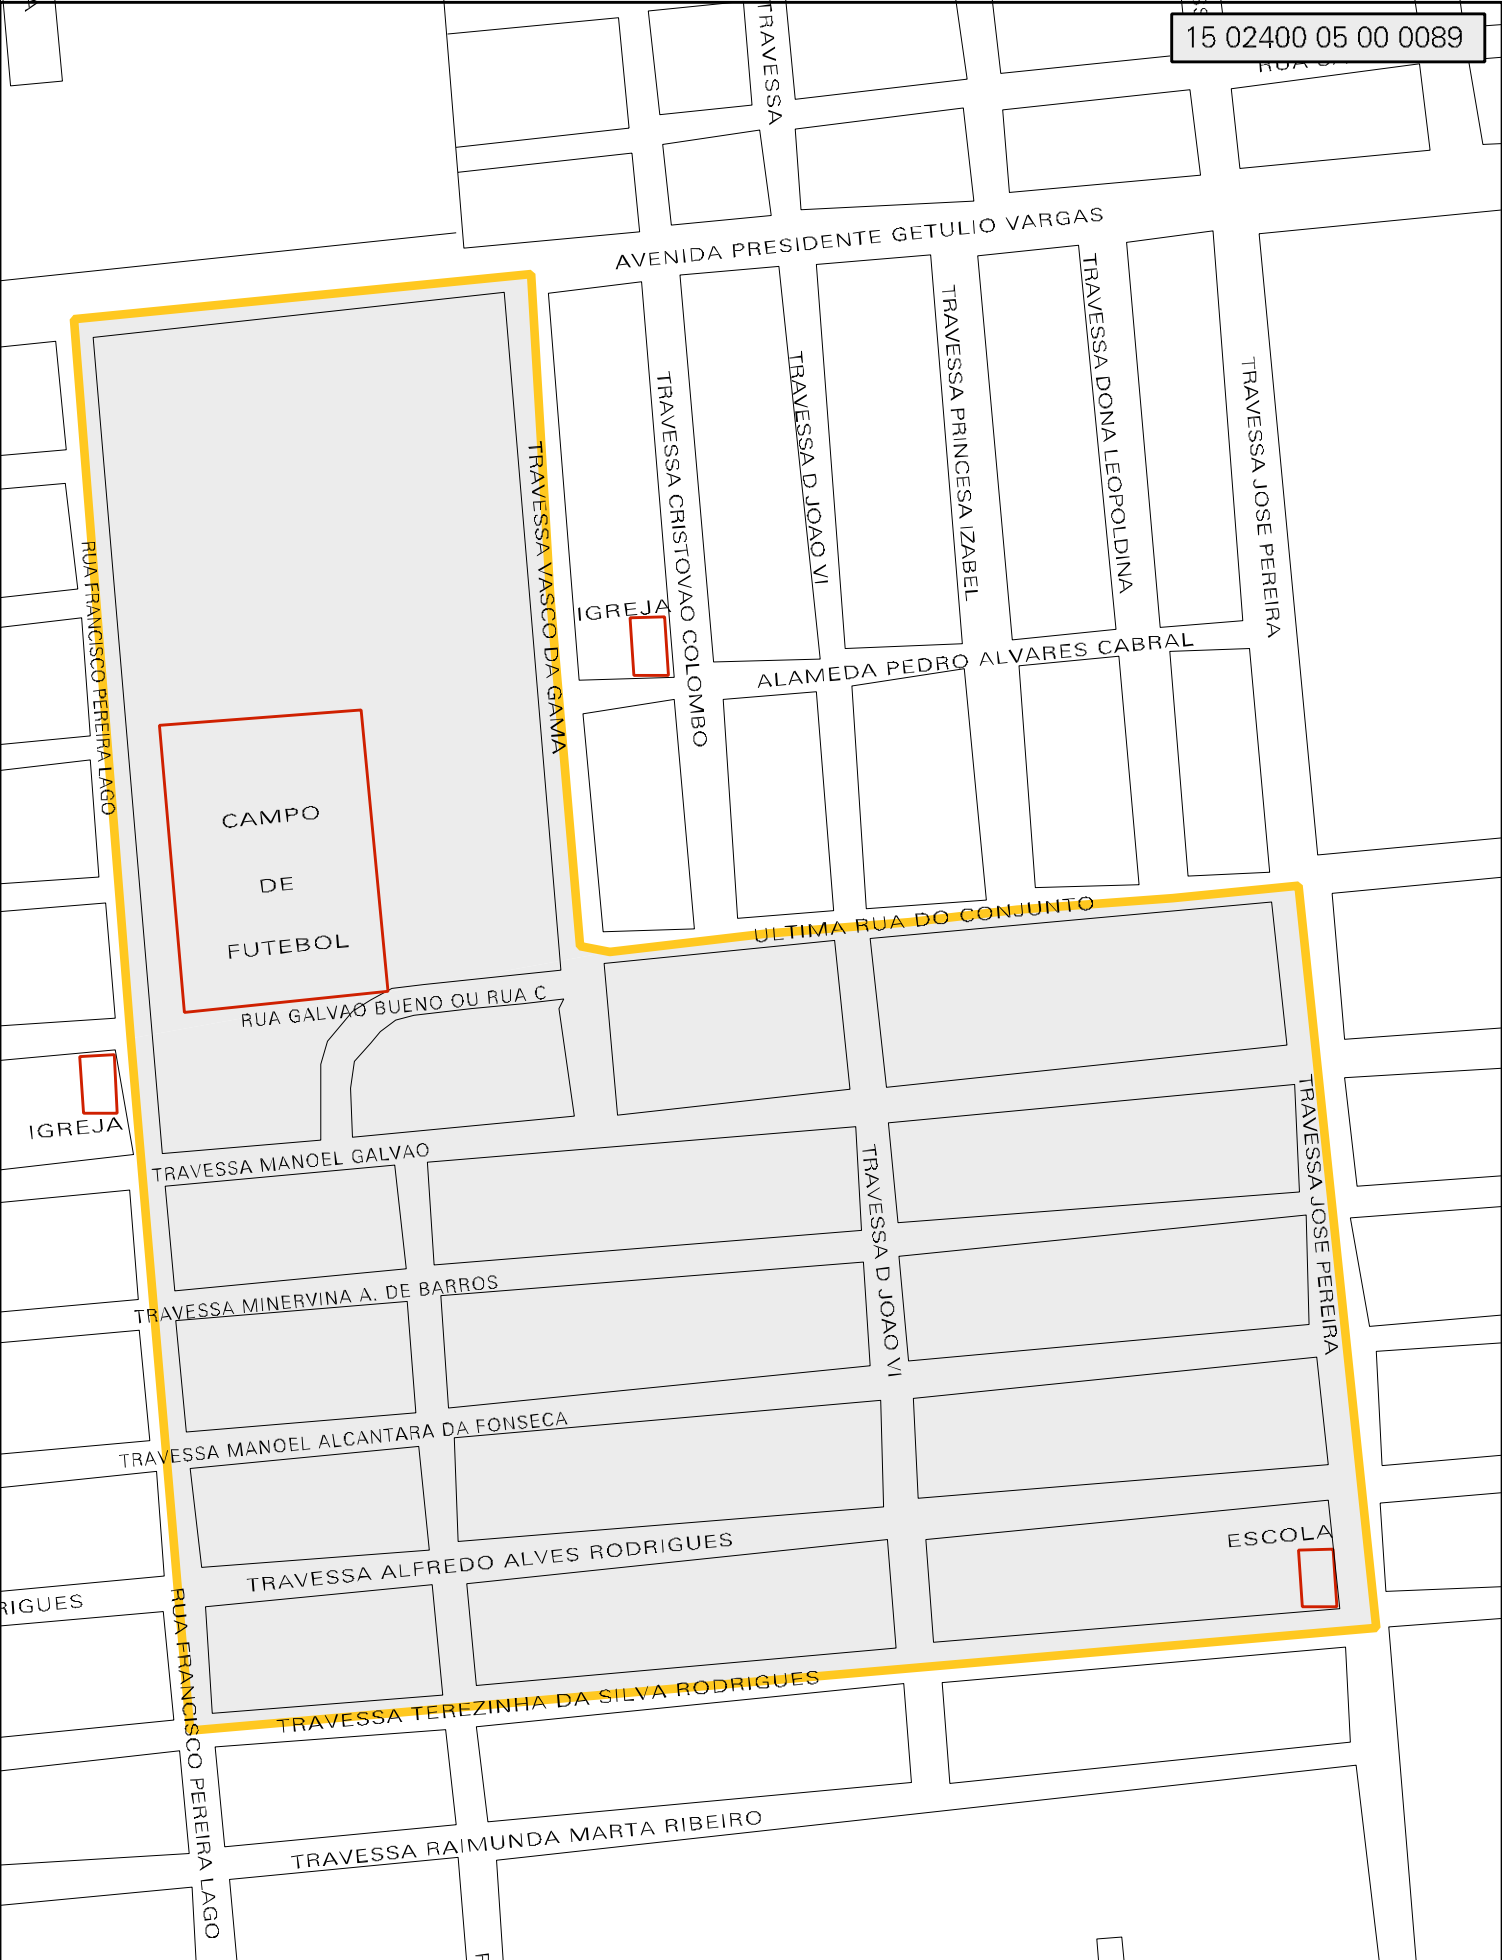 15 02400 05 00 0089
TRAVESSA
AVENIDA PRESIDENTE GETULIO VARGAS
TRAVESSA VASCO DA GAMA
TRAVESSA CRISTOVAO COLOMBO
TRAVESSA D JOAO VI
TRAVESSA PRINCESA IZABEL
TRAVESSA DONA LEOPOLDINA
TRAVESSA JOSE PEREIRA
RUA FRANCISCO PEREIRA LAGO
IGREJA
ALAMEDA PEDRO ALVARES CABRAL
CAMPO
DE
FUTEBOL
ULTIMA RUA DO CONJUNTO
RUA GALVAO BUENO OU RUA C
IGREJA
TRAVESSA MANOEL GALVAO
TRAVESSA D JOAO VI
TRAVESSA JOSE PEREIRA
TRAVESSA MINERVINA A. DE BARROS
TRAVESSA MANOEL ALCANTARA DA FONSECA
ESCOLA
TRAVESSA ALFREDO ALVES RODRIGUES
RIGUES
RUA FRANCISCO PEREIRA LAGO
TRAVESSA TEREZINHA DA SILVA RODRIGUES
TRAVESSA RAIMUNDA MARTA RIBEIRO